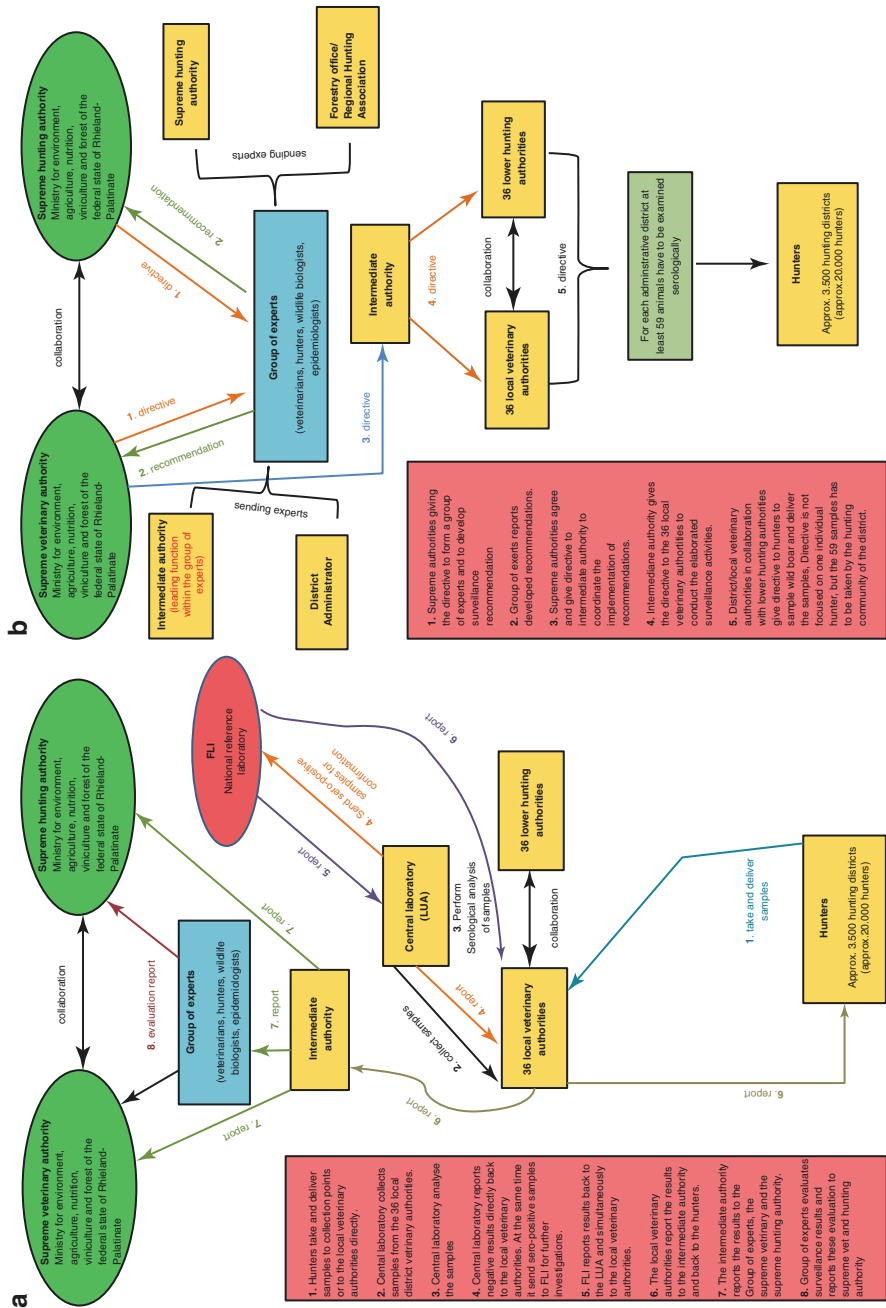 a
Supreme veterinary authority
Ministry for environment,
agriculture, nutrition,
viniculture and forest of the
federal state of Rhieland-
Palatinate
collaboration
Supreme hunting authority
Ministry for environment,
agriculture, nutrition,
viniculture and forest of the
federal state of Rhieland-
Palatinate
8. evaluation report
Group of experts
(veterinarians, hunters, wildlife
biologists, epidemiologists)
7. report
7. report
7. report
Intermediate
authority
FLI
National reference
laboratory
5. report
4. Send sero-positive
samples for
confirmation
6. report
Central laboratory
(LUA)
3. Perform
Serological analysis
of samples
6. report
2. collect samples
4. report
36 local veterinary
authorities
collaboration
36 lower hunting
authorities
6. report
1. take and deliver
samples
Hunters
Approx. 3.500 hunting districts
(approx.20.000 hunters)
1. Hunters take and deliver
samples to collection points
or to the local veterinary
authorities directly.
2. Cental laboratory collects
samples from the 36 local
district vetrinary authorities.
3. Central laboratory analyse
the samples
4. Central laboratory reports
negative results directly back
to the local veterinary
authorities. At the same time
it send sero-positive samples
to FLI for further
investigations.
5. FLI reports results back to
the LUA and simultaneously
to the local veterinary
authorities.
6. The local veterinary
authorities report the results
to the intermediate authority
and back to the hunters.
7. The intermediate authority
reports the results to the
Group of experts, the
supreme vetrinary and the
supreme hunting authority.
8. Group of experts evaluates
surveillance results and
reports these evaluation to
supreme vet and hunting
authority
b
Supreme veterinary authority
Ministry for environment,
agriculture, nutrition,
viniculture and forest of the
federal state of Rhieland-
Palatinate
collaboration
Supreme hunting authority
Ministry for environment,
agriculture, nutrition,
viniculture and forest of the
federal state of Rhieland-
Palatinate
1. directive
2. recommendation
1. directive
2. recommendation
3. directive
Intermediate authority
(leading function
within the group of
experts)
District
Administrator
sending experts
Group of experts
(veterinarians, hunters, wildlife biologists,
epidemiologists)
sending experts
Supreme hunting
authority
Forestry office/
Regional Hunting
Association
Intermediate
authority
4. directive
36 local veterinary
authorities
collaboration
36 lower hunting
authorities
5. directive
For each adminstrative district at
least 59 animals have to be examined
serologically
Hunters
Approx. 3.500 hunting districts
(approx.20.000 hunters)
1. Supreme authorities giving
the directive to form a group
of experts and to develop
surveillance
recommendation
2. Group of exerts reports
developed recommendations.
3. Supreme authorities agree
and give directive to
intermediate authority to
coordinate the
implementation of
recommendations.
4. Intermediane authority gives
the directive to the 36 local
veterinary authortities to
conduct the elaborated
surveillance activities.
5. District/local veterinary
authorities in collaboration
with lower hunting authorities
give directive to hunters to
sample wild boar and deliver
the samples, Directive is not
focused on one individual
hunter, but the 59 samples has
to be taken by the hunting
community of the district.